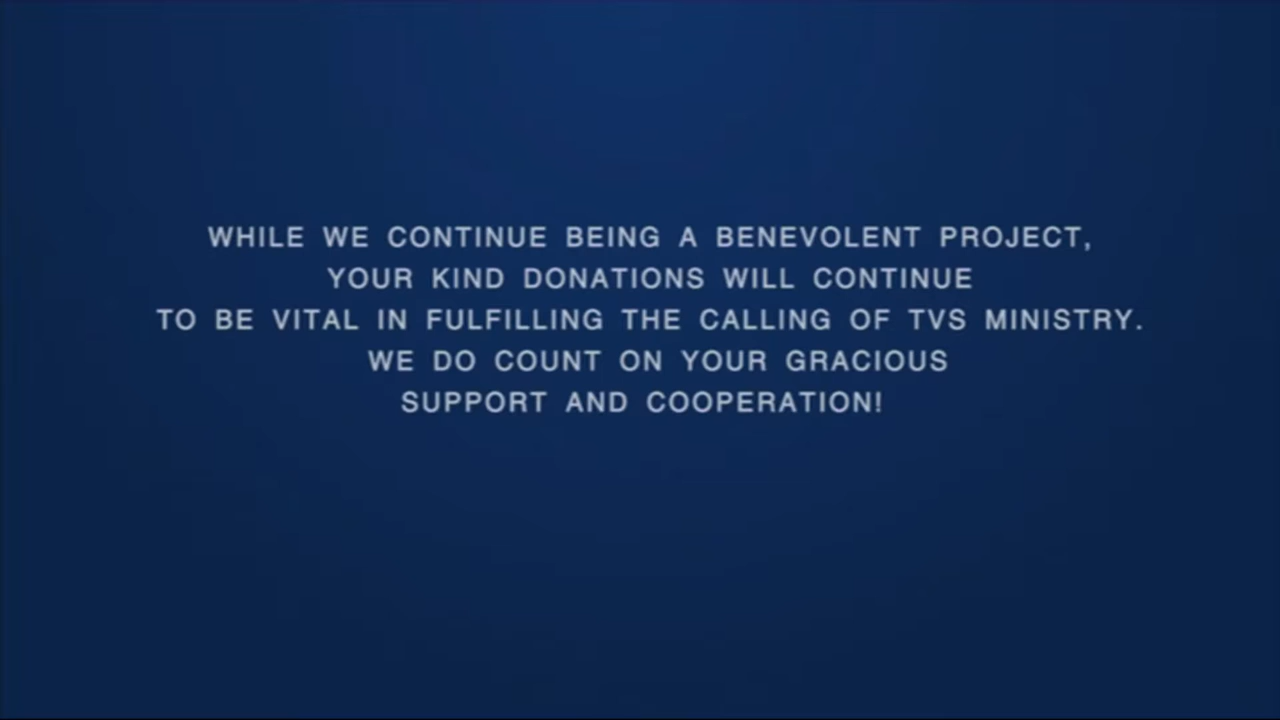 WHILE WE CONTINUE BEING A BENEVOLENT PROJECT,
YOUR KIND DONATIONS WILL CONTINUE
TO BE VITAL IN FULFILLING THE CALLING OF TVS MINISTRY.
WE DO COUNT ON YOUR GRACIOUS
SUPPORT AND COOPERATION!